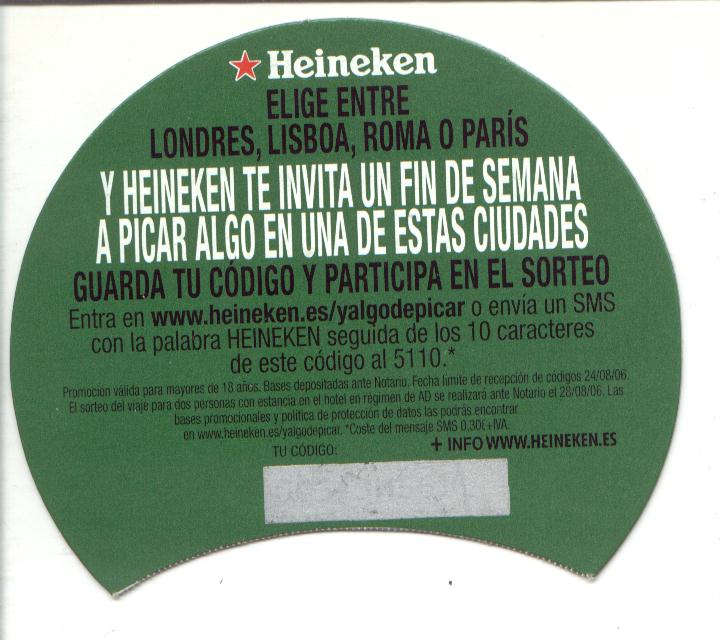 Heineken
ELIGE ENTRE
LONDRES, LISBOA, ROMA O PARÍS
Y HEINEKEN TE INVITA UN FIN DE SEMANA
A PICAR ALGO EN UNA DE ESTAS CIUDADES
GUARDA TU CÓDIGO Y PARTICIPA EN EL SORTEO
Entra en www.heineken.es/yalgodepicar o envía un SMS
con la palabra HEINEKEN seguida de los 10 caracteres
de este código al 5110.*
Promoción válida para mayores de 18 años. Bases depositadas ante Notario. Fecha límite de recepción de códigos 24/08/06.
El sorteo del viaje para dos personas con estancia en el hotel en régimen de AD se realizará ante Notario el 28/08/06. Las
bases promocionales y política de protección de datos las podrás encontrar
en www.heineken.es/yalgodepicar. *Coste del mensaje SMS 0,30€+IVA.
TU CÓDIGO:
+ INFO WWW.HEINEKEN.ES